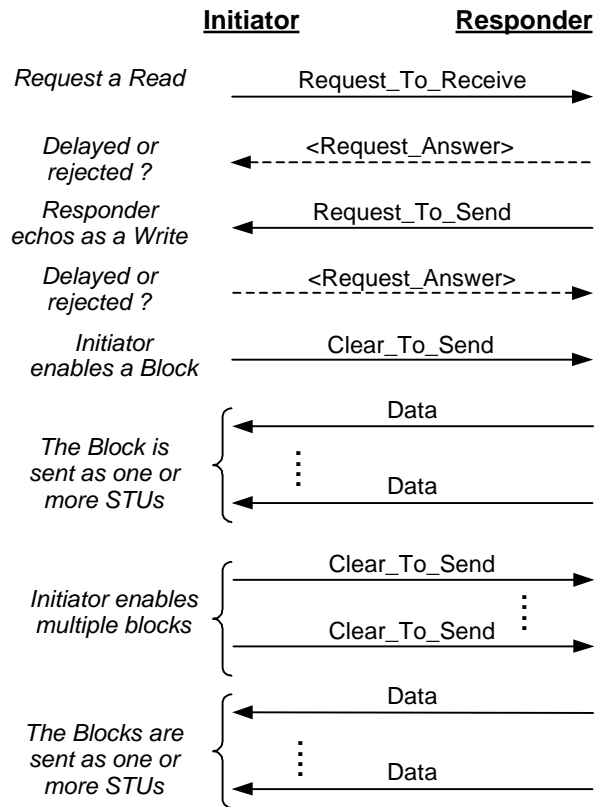 Initiator Responder
Request a Read Request_To_Receive
Delayed or <Request_Answer>
rejected ?
Responder Request_To_Send
echos as a Write
Delayed or <Request_Answer>
rejected ?
Initiator Clear_To_Send
enables a Block
Data
The Block is
sent as one or
more STUs
Data
Clear_To_Send
Initiator enables
multiple blocks
Clear_To_Send
Data
The Blocks are
sent as one or
more STUs
Data